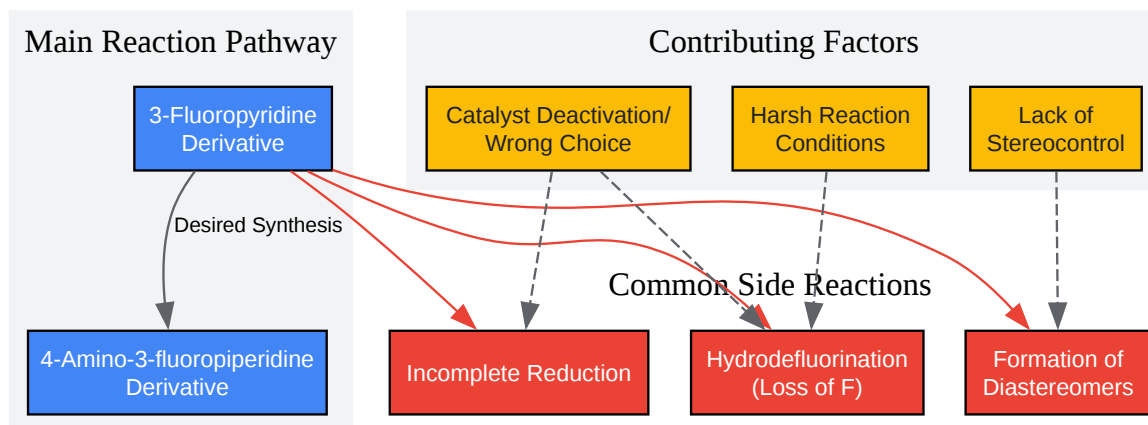 Main Reaction Pathway
Contributing Factors
3-Fluoropyridine
Derivative
Catalyst Deactivation/
Wrong Choice
Harsh Reaction
Conditions
Lack of
Stereocontrol
Desired Synthesis
Common Side Reactions
4-Amino-3-fluoropiperidine
Derivative
Incomplete Reduction
Hydrodefluorination
(Loss of F)
Formation of
Diastereomers